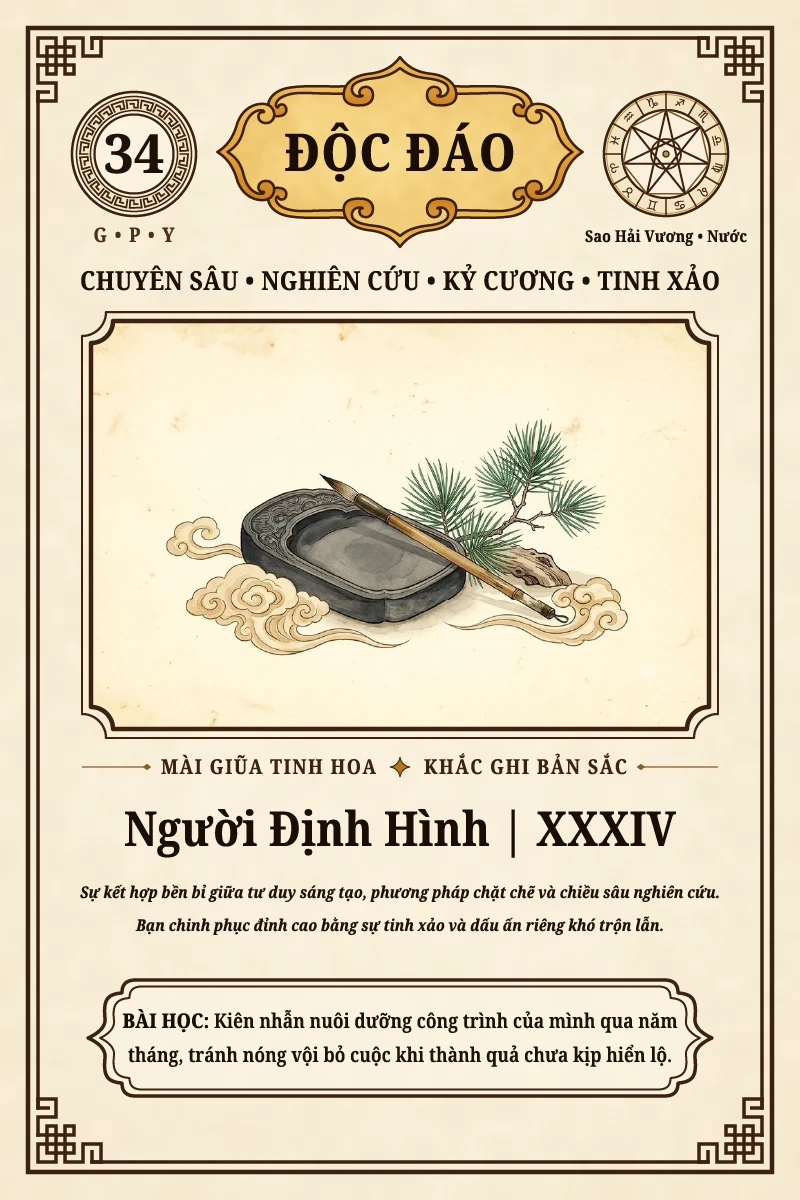 34
ĐỘC ĐÁO
G • P • Y
Sao Hải Vương • Nước
CHUYÊN SÂU • NGHIÊN CỨU • KỶ CƯƠNG • TINH XẢO
MÀI GIŨA TINH HOA ✦ KHẮC GHI BẢN SẮC
Người Định Hình | XXXIV
Sự kết hợp bền bỉ giữa tư duy sáng tạo, phương pháp chặt chẽ và chiều sâu nghiên cứu.
Bạn chinh phục đỉnh cao bằng sự tinh xảo và dấu ấn riêng khó trộn lẫn.
BÀI HỌC: Kiên nhẫn nuôi dưỡng công trình của mình qua năm
tháng, tránh nóng vội bỏ cuộc khi thành quả chưa kịp hiển lộ.